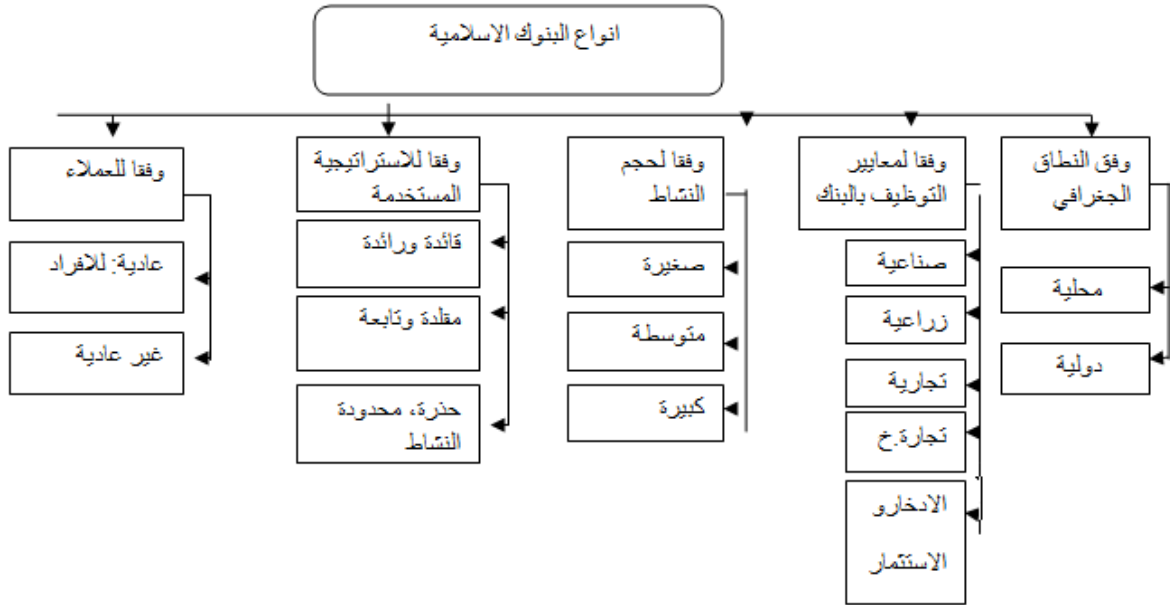 انواع البنوك الاسلامية
وفق النطاق
الجغرافي
محلية
دولية
وفقا لمعايير
التوظيف بالبنك
صناعية
زراعية
تجارية
تجارة.خ
الادخارو
الاستثمار
وفقا لحجم
النشاط
صغيرة
متوسطة
كبيرة
وفقا للاستراتيجية
المستخدمة
قائدة ورائدة
مقلدة وتابعة
حذرة، محدودة
النشاط
وفقا للعملاء
عادية: للافراد
غير عادية